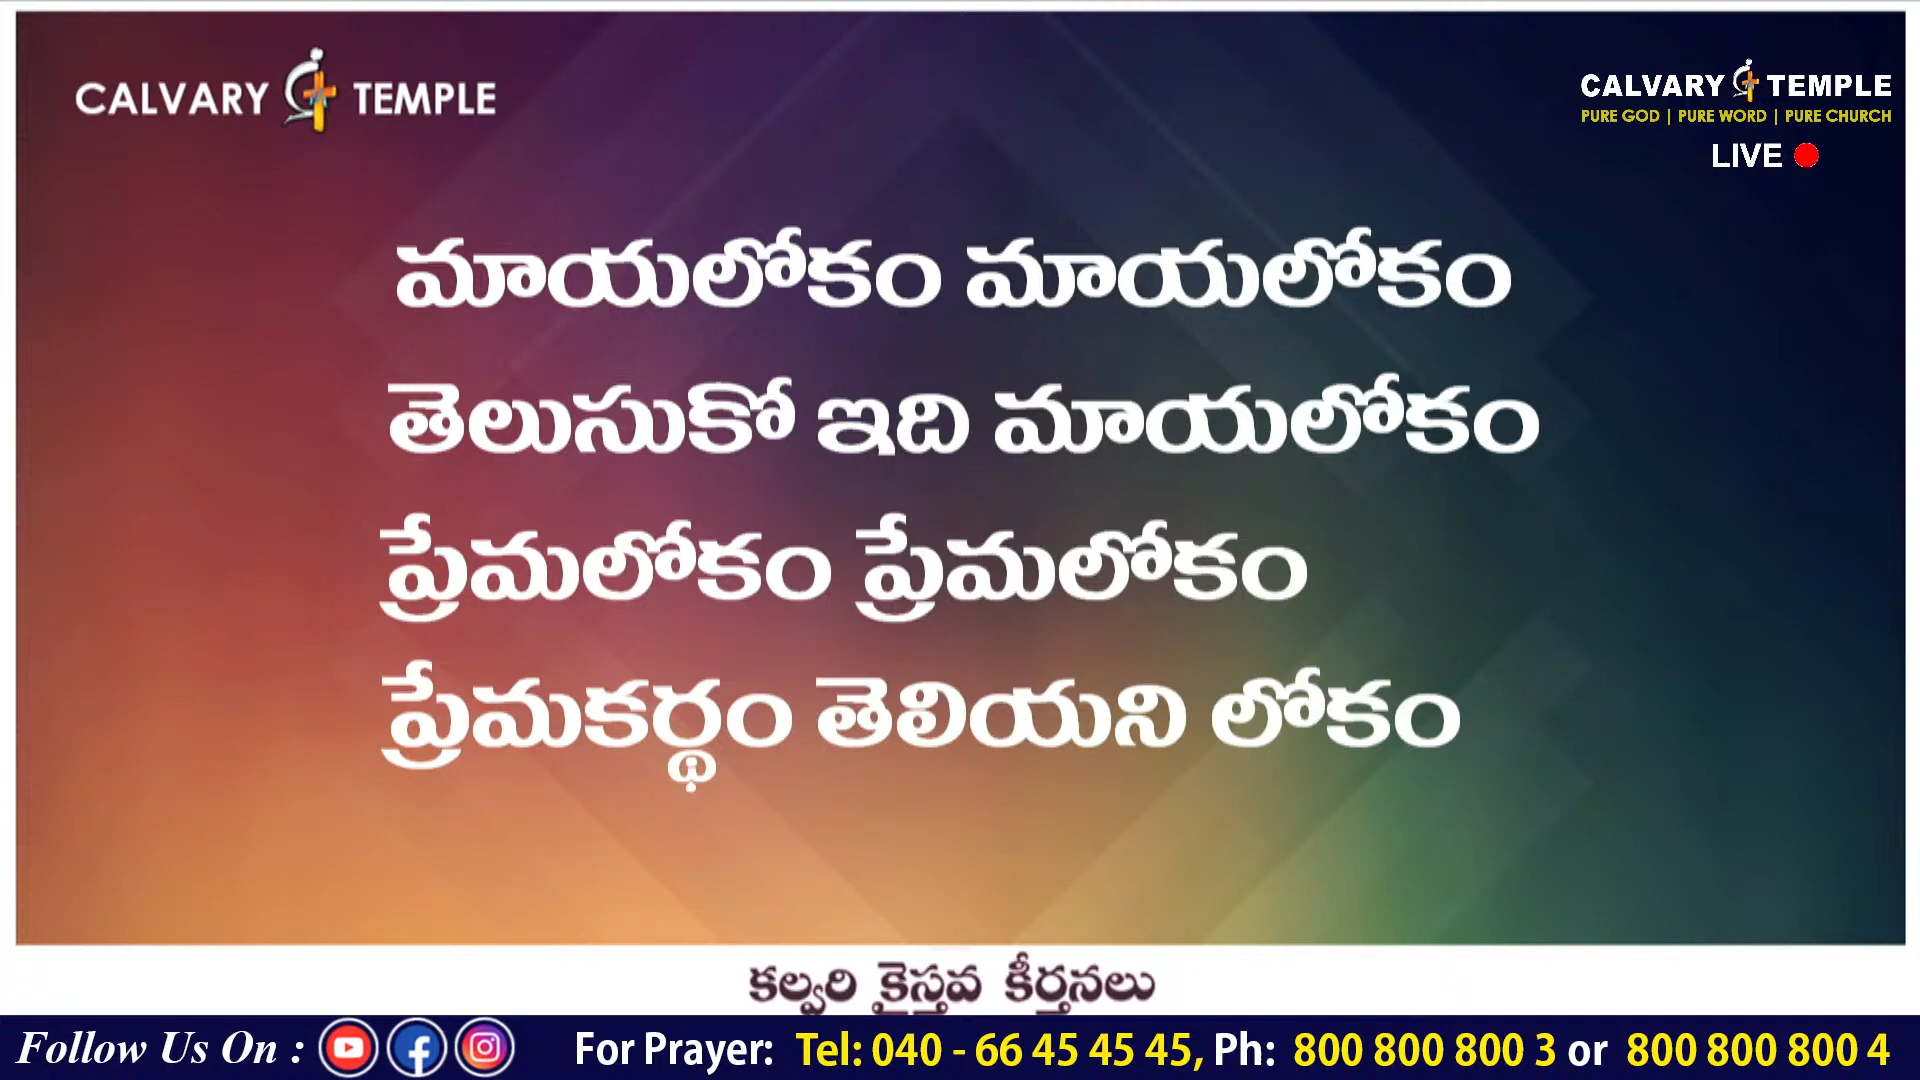 CALVARY TEMPLE
CALVARY TEMPLE
PURE GOD | PURE WORD | PURE CHURCH
LIVE
మాయలోకం మాయలోకం
తెలుసుకో ఇది మాయలోకం
ప్రేమలోకం ప్రేమలోకం
ప్రేమకర్థం తెలియని లోకం
కల్వరి క్రైస్తవ కీర్తనలు
Follow Us On : For Prayer: Tel: 040 - 66 45 45 45, Ph: 800 800 800 3 or 800 800 800 4